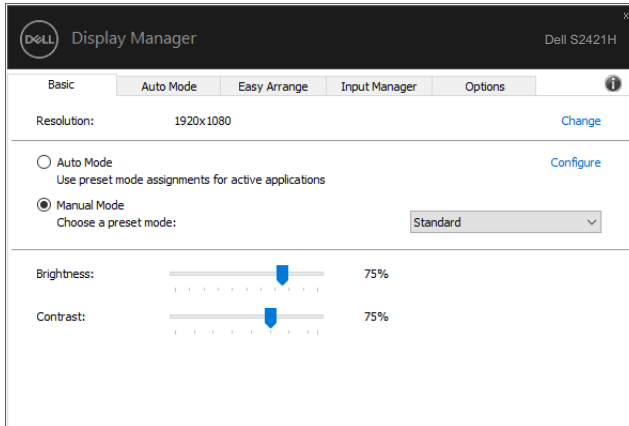 DELL Display Manager Dell S2421H
Basic Auto Mode Easy Arrange Input Manager Options
Resolution: 1920x1080 Change
Auto Mode Configure
Use preset mode assignments for active applications
Manual Mode
Choose a preset mode: Standard
Brightness: 75%
Contrast: 75%